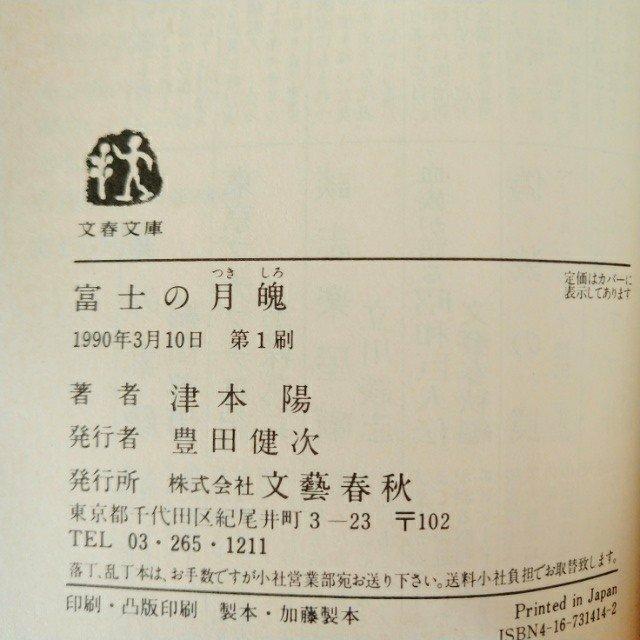 文春文庫
つき しろ
富士の月魄
定価はカバーに
表示してあります
1990年3月10日 第1刷
著者 津本 陽
発行者 豊田健次
発行所 株式会社 文藝春秋
東京都千代田区紀尾井町3―23 〒102
TEL 03・265・1211
落丁、乱丁本は、お手数ですが小社営業部宛お送り下さい。送料小社負担でお取替致します。
印刷・凸版印刷 製本・加藤製本
Printed in Japan
ISBN4-16-731414-2